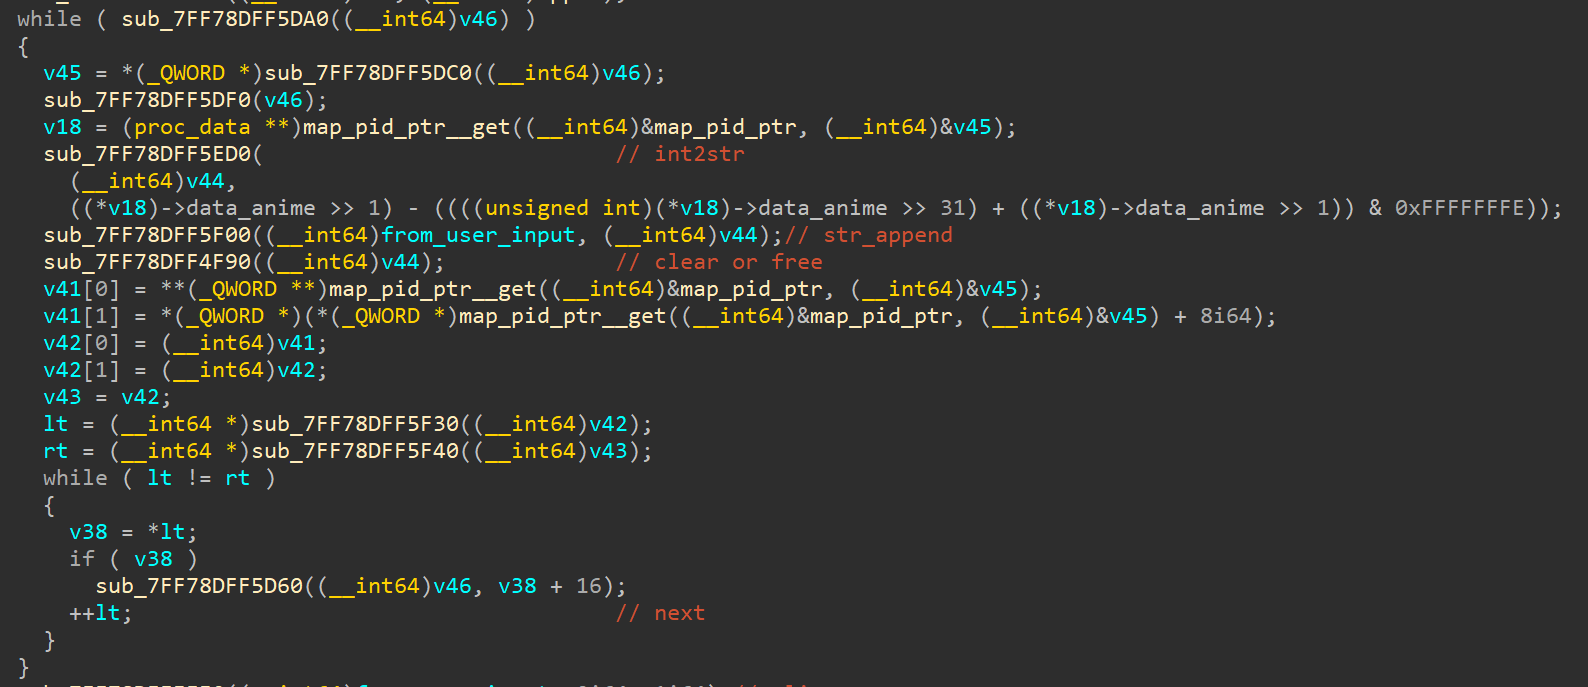 while ( sub_7FF78DFF5DA0((__int64)v46) )
{
v45 = *(_QWORD *)sub_7FF78DFF5DC0((__int64)v46);
sub_7FF78DFF5DF0(v46);
v18 = (proc_data **)map_pid_ptr__get((__int64)&map_pid_ptr, (__int64)&v45);
sub_7FF78DFF5ED0( // int2str
(__int64)v44,
((*v18)->data_anime >> 1) - ((((unsigned int)(*v18)->data_anime >> 31) + ((*v18)->data_anime >> 1)) & 0xFFFFFFFE));
sub_7FF78DFF5F00((__int64)from_user_input, (__int64)v44);// str_append
sub_7FF78DFF4F90((__int64)v44); // clear or free
v41[0] = **(_QWORD **)map_pid_ptr__get((__int64)&map_pid_ptr, (__int64)&v45);
v41[1] = *(_QWORD *)(*(_QWORD *)map_pid_ptr__get((__int64)&map_pid_ptr, (__int64)&v45) + 8i64);
v42[0] = (__int64)v41;
v42[1] = (__int64)v42;
v43 = v42;
lt = (__int64 *)sub_7FF78DFF5F30((__int64)v42);
rt = (__int64 *)sub_7FF78DFF5F40((__int64)v43);
while ( lt != rt )
{
v38 = *lt;
if ( v38 )
sub_7FF78DFF5D60((__int64)v46, v38 + 16);
++lt; // next
}
}